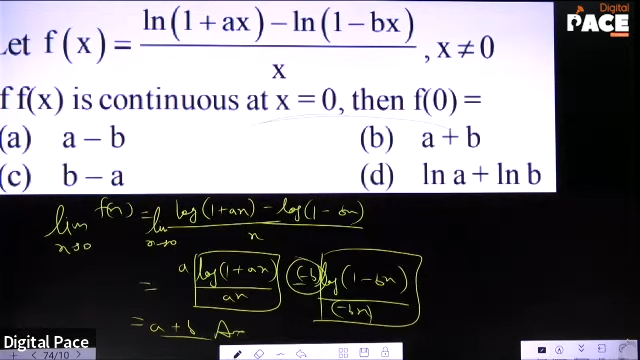 Digital
PACE
Let f(x) = ln(1 + ax) − ln(1 − bx) / x , x ≠ 0
f f(x) is continuous at x = 0, then f(0) =
(a) a − b (b) a + b
(c) b − a (d) ln a + ln b
lim x→0 f(x) = lim x→0 log(1+ax) − log(1−bx) / x
= a log(1+ax) / ax (−b) log(1−bx) / (−bx)
= a + b Ans
Digital Pace
74/10